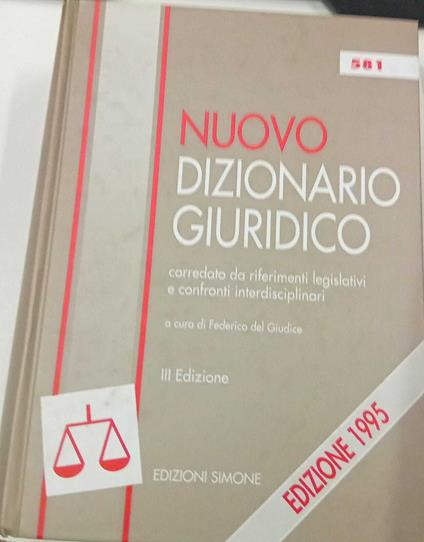 581
NUOVO
DIZIONARIO
GIURIDICO
corredato da riferimenti legislativi
e confronti interdisciplinari
a cura di Federico del Giudice
III Edizione
EDIZIONE 1995
EDIZIONI SIMONE